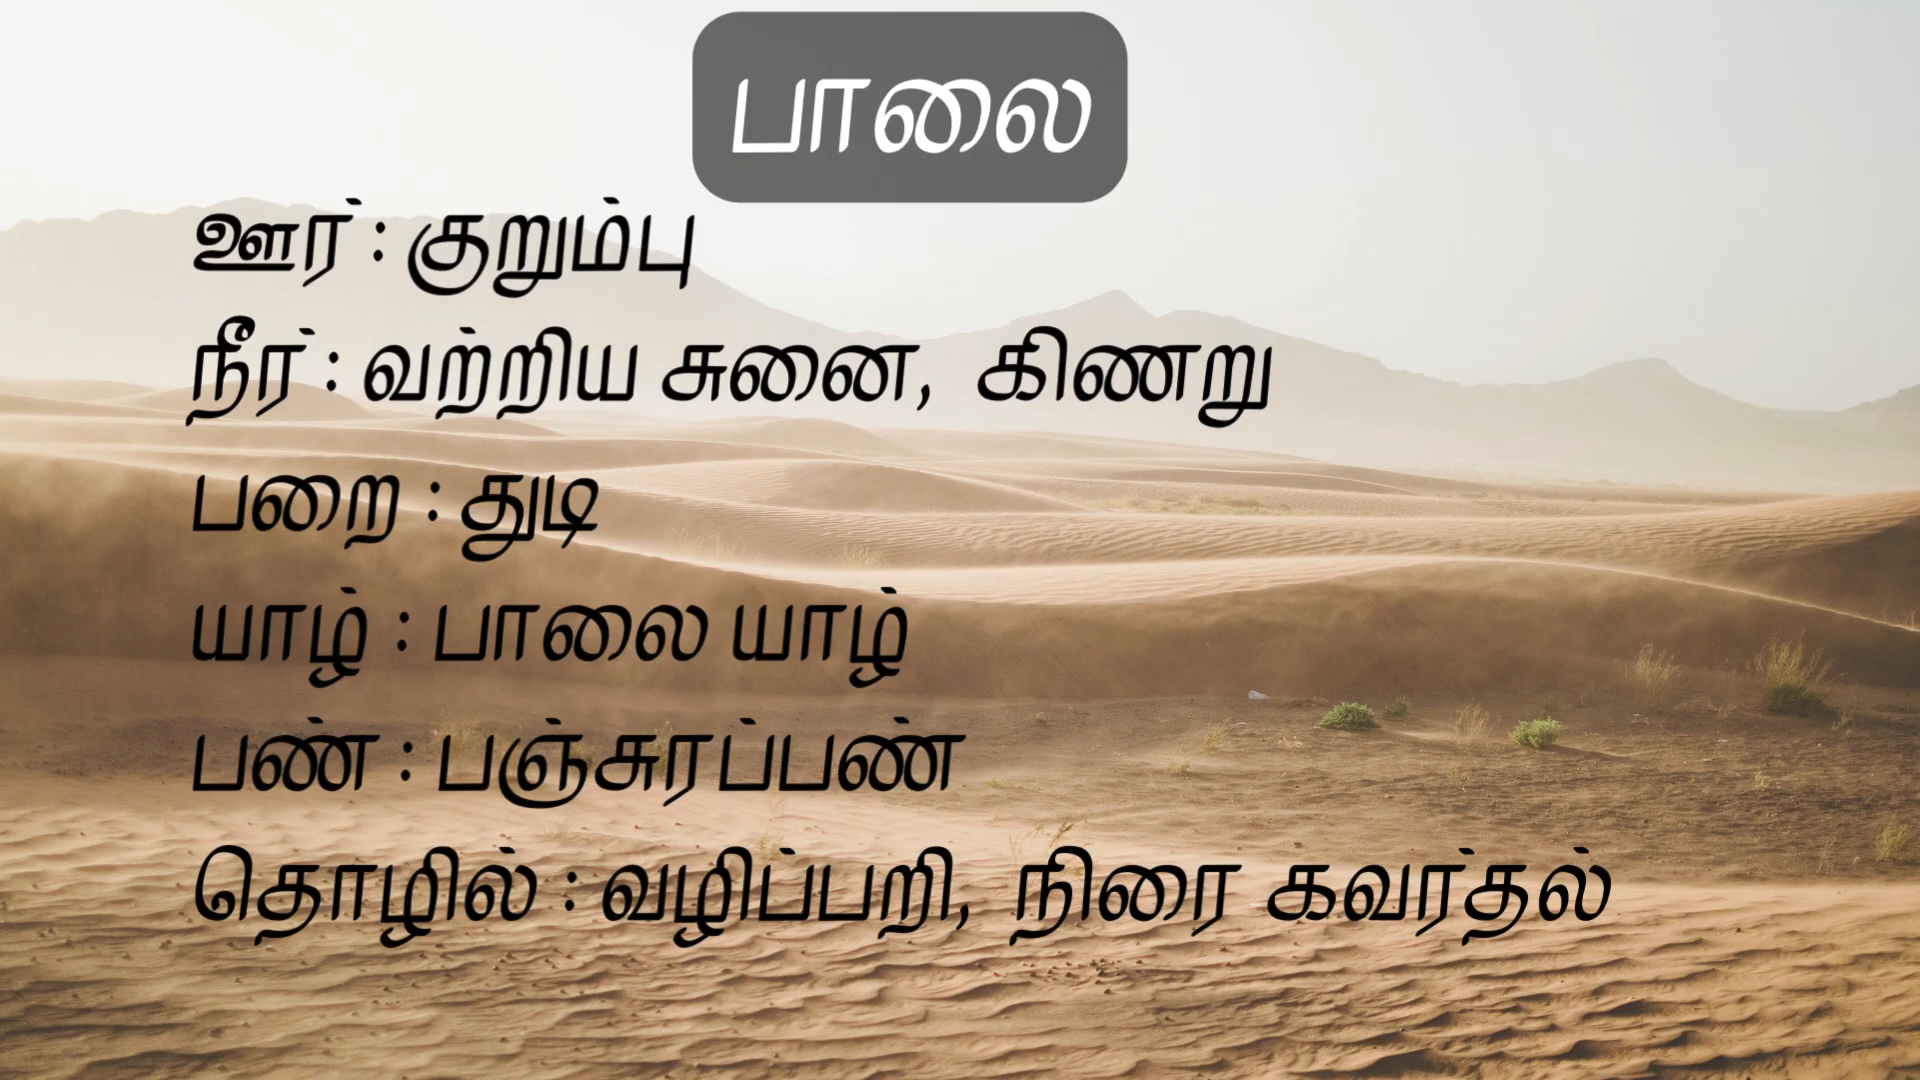 பாலை
ஊர் : குறும்பு
நீர் : வற்றிய சுனை, கிணறு
பறை : துடி
யாழ் : பாலை யாழ்
பண் : பஞ்சுரப்பண்
தொழில் : வழிப்பறி, நிரை கவர்தல்